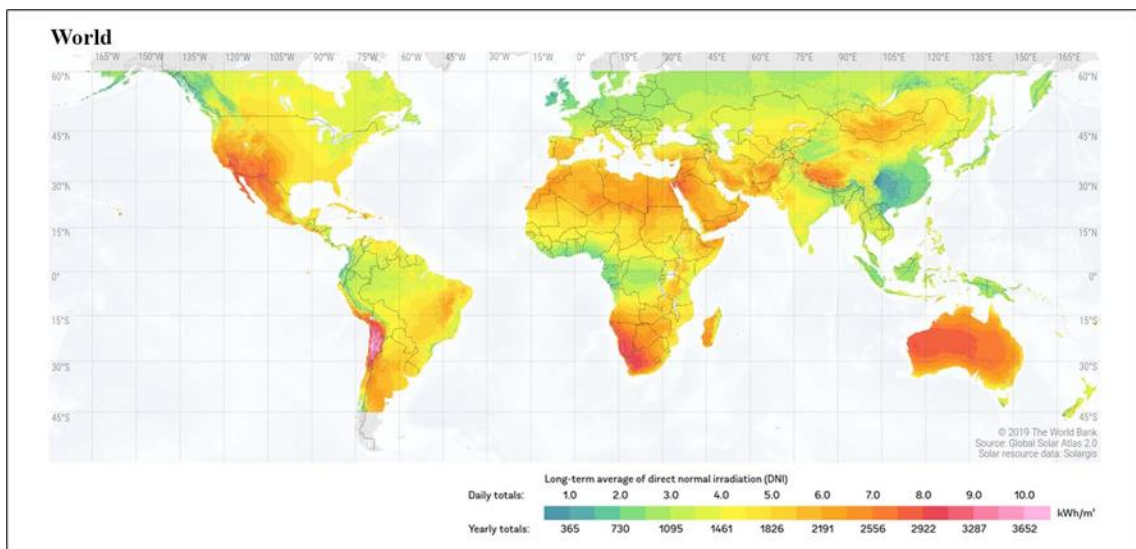 World
165°W 150°W 135°W 120°W 105°W 90°W 75°W 60°W 45°W 30°W 15°W 0° 15°E 30°E 45°E 60°E 75°E 90°E 105°E 120°E 135°E 150°E 165°E
60°N 60°N
45°N 45°N
30°N 30°N
15°N 15°N
0° 0°
15°S 15°S
30°S 30°S
45°S 45°S
© 2019 The World Bank
Source: Global Solar Atlas 2.0
Solar resource data: Solargis
Long-term average of direct normal irradiation (DNI)
Daily totals: 1.0 2.0 3.0 4.0 5.0 6.0 7.0 8.0 9.0 10.0
kWh/m²
Yearly totals: 365 730 1095 1461 1826 2191 2556 2922 3287 3652